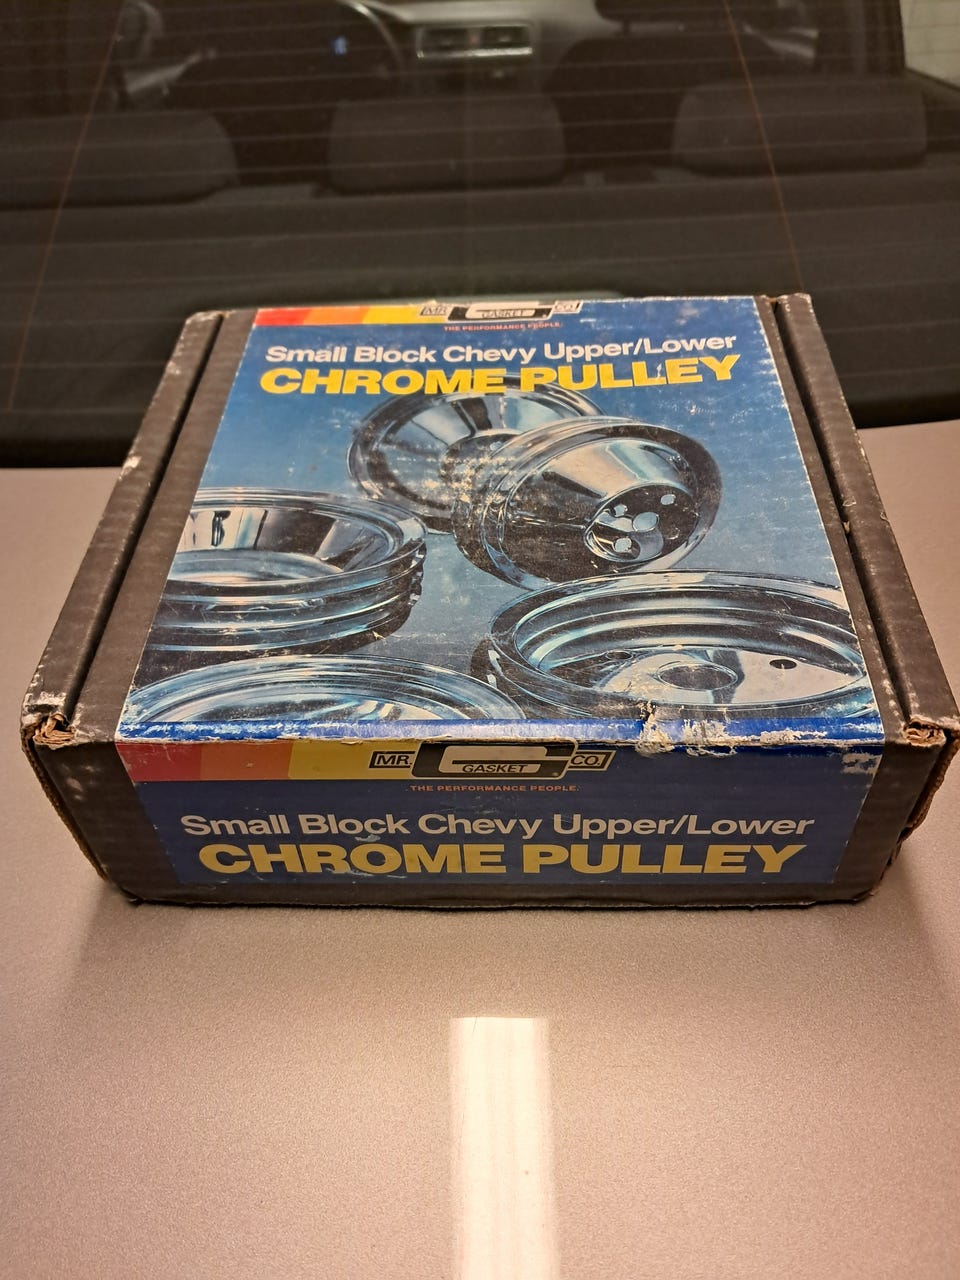 MR. GASKET CO.
THE PERFORMANCE PEOPLE.
Small Block Chevy Upper/Lower
CHROME PULLEY
MR. GASKET CO.
THE PERFORMANCE PEOPLE.
Small Block Chevy Upper/Lower
CHROME PULLEY